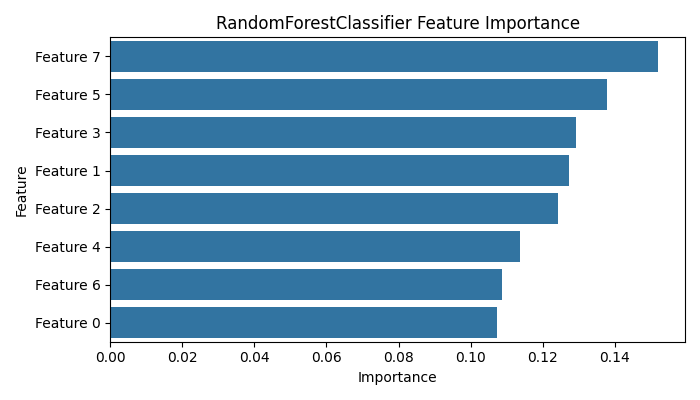 RandomForestClassifier Feature Importance
Feature 7
Feature 5
Feature 3
Feature 1
Feature 2
Feature 4
Feature 6
Feature 0
Feature
0.00 0.02 0.04 0.06 0.08 0.10 0.12 0.14
Importance